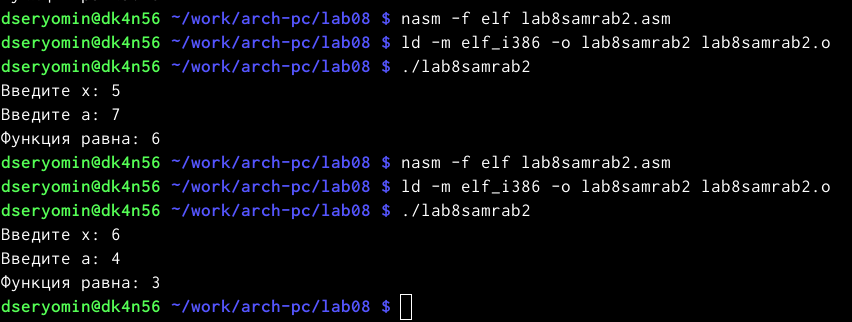 dseryomin@dk4n56 ~/work/arch-pc/lab08 $ nasm -f elf lab8samrab2.asm
dseryomin@dk4n56 ~/work/arch-pc/lab08 $ ld -m elf_i386 -o lab8samrab2 lab8samrab2.o
dseryomin@dk4n56 ~/work/arch-pc/lab08 $ ./lab8samrab2
Введите x: 5
Введите a: 7
Функция равна: 6
dseryomin@dk4n56 ~/work/arch-pc/lab08 $ nasm -f elf lab8samrab2.asm
dseryomin@dk4n56 ~/work/arch-pc/lab08 $ ld -m elf_i386 -o lab8samrab2 lab8samrab2.o
dseryomin@dk4n56 ~/work/arch-pc/lab08 $ ./lab8samrab2
Введите x: 6
Введите a: 4
Функция равна: 3
dseryomin@dk4n56 ~/work/arch-pc/lab08 $